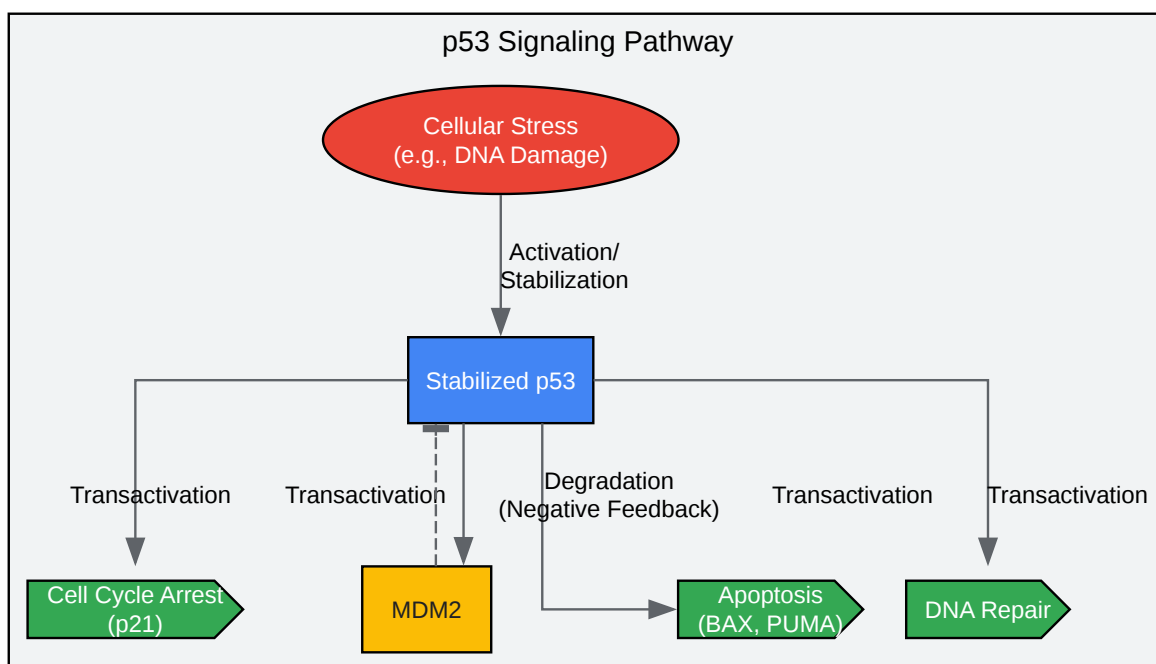 p53 Signaling Pathway
Cellular Stress
(e.g., DNA Damage)
Activation/
Stabilization
Stabilized p53
Transactivation
Transactivation
Degradation
(Negative Feedback)
Transactivation
Transactivation
Cell Cycle Arrest
(p21)
MDM2
Apoptosis
(BAX, PUMA)
DNA Repair